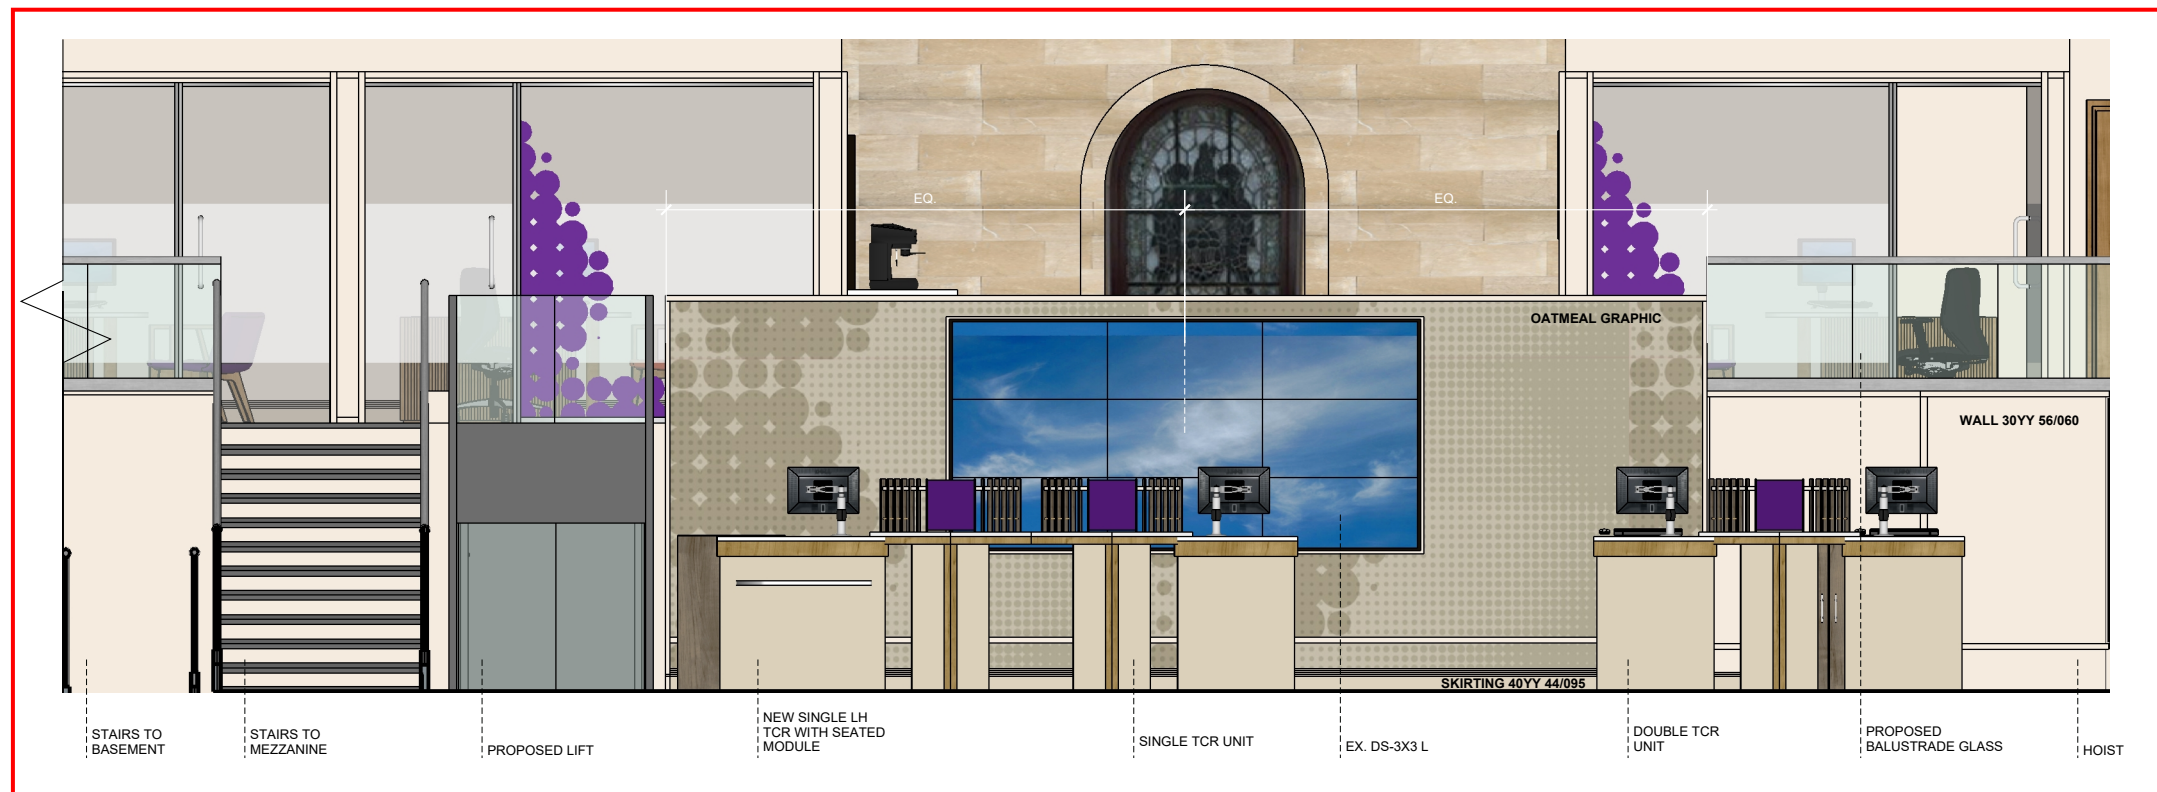 EQ.
EQ.
OATMEAL GRAPHIC
WALL 30YY 56/060
SKIRTING 40YY 44/095
STAIRS TO
BASEMENT
STAIRS TO
MEZZANINE
PROPOSED LIFT
NEW SINGLE LH
TCR WITH SEATED
MODULE
SINGLE TCR UNIT
EX. DS-3X3 L
DOUBLE TCR
UNIT
PROPOSED
BALUSTRADE GLASS
HOIST